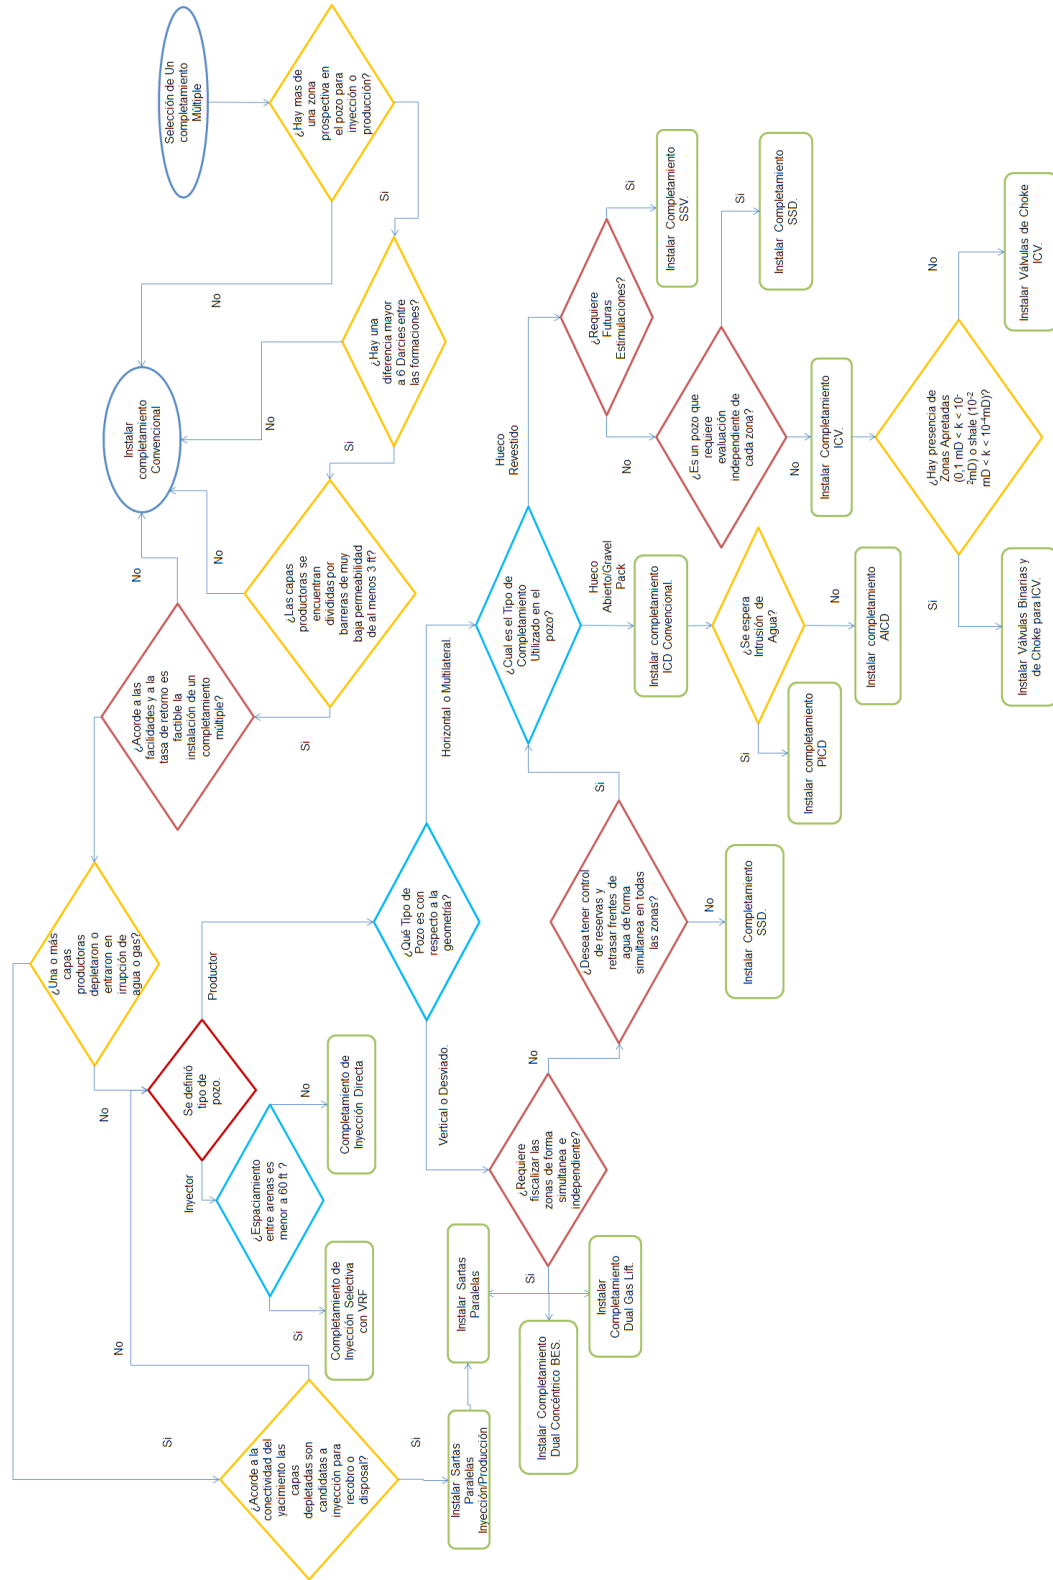 Selección de Un
completamiento
Múltiple
¿Hay mas de
una zona
prospectiva en
el pozo para
inyección o
producción?
No
Si
¿Hay una
diferencia mayor
a 6 Darcies entre
las formaciones?
No
Si
Instalar
completamiento
Convencional
¿Las capas
productoras se
encuentran
divididas por
barreras de muy
baja permeabilidad
de al menos 3 ft?
No
Si
¿Acorde a las
facilidades y a la
tasa de retorno es
factible la
instalación de un
completamiento
múltiple?
No
¿Una o más
capas
productoras
depletaron o
entraron en
irrupción de
agua o gas?
No
Si
¿Acorde a la
conectividad del
yacimiento las
capas
depletadas son
candidatas a
inyección para
recobro o
disposal?
No
Si
Instalar Sartas
Paralelas
Inyección/Producción
Instalar Sartas
Paralelas
Se definió
tipo de
pozo.
Inyector
Productor
¿Espaciamiento
entre arenas es
menor a 60 ft ?
Si
No
Completamiento de
Inyección Selectiva
con VRF
Completamiento de
Inyección Directa
¿Qué Tipo de
Pozo es con
respecto a la
geometría?
Vertical o Desviado.
Horizontal o Multilateral.
¿Requiere
fiscalizar las
zonas de forma
simultanea e
independiente?
Si
No
Instalar Completamiento
Dual Concéntrico BES.
Instalar
Completamiento
Dual Gas Lift.
¿Desea tener control
de reservas y
retrasar frentes de
agua de forma
simultanea en todas
las zonas?
No
Si
Instalar Completamiento
SSD.
¿Cual es el Tipo de
Completamiento
Utilizado en el
pozo?
Hueco
Abierto/Gravel
Pack
Hueco
Revestido
Instalar completamiento
ICD Convencional.
¿Se espera
Intrusión de
Agua?
Si
No
Instalar completamiento
PICD
Instalar completamiento
AICD
¿Requiere
Futuras
Estimulaciones?
Si
No
Instalar Completamiento
SSV.
¿Es un pozo que
requiere
evaluación
independiente de
cada zona?
Si
No
Instalar Completamiento
SSD.
Instalar Completamiento
ICV.
¿Hay presencia de
Zonas Apretadas
(0,1 mD < k < 10-
²mD) o shale (10-²
mD < k < 10-⁴mD)?
Si
No
Instalar Válvulas Binarias y
de Choke para ICV.
Instalar Válvulas de Choke
ICV.